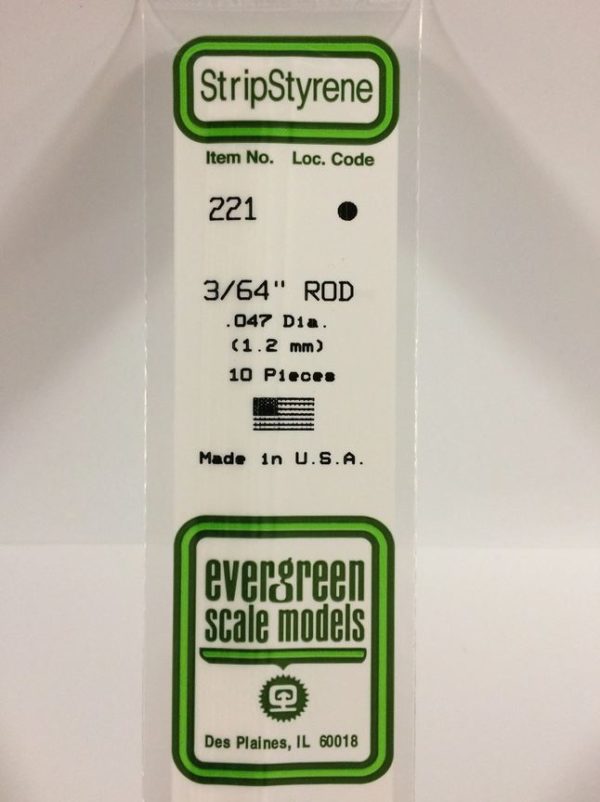 StripStyrene
Item No. Loc. Code
221
3/64" ROD
.047 Dia.
(1.2 mm)
10 Pieces
Made in U.S.A.
evergreen
scale models
Des Plaines, IL 60018